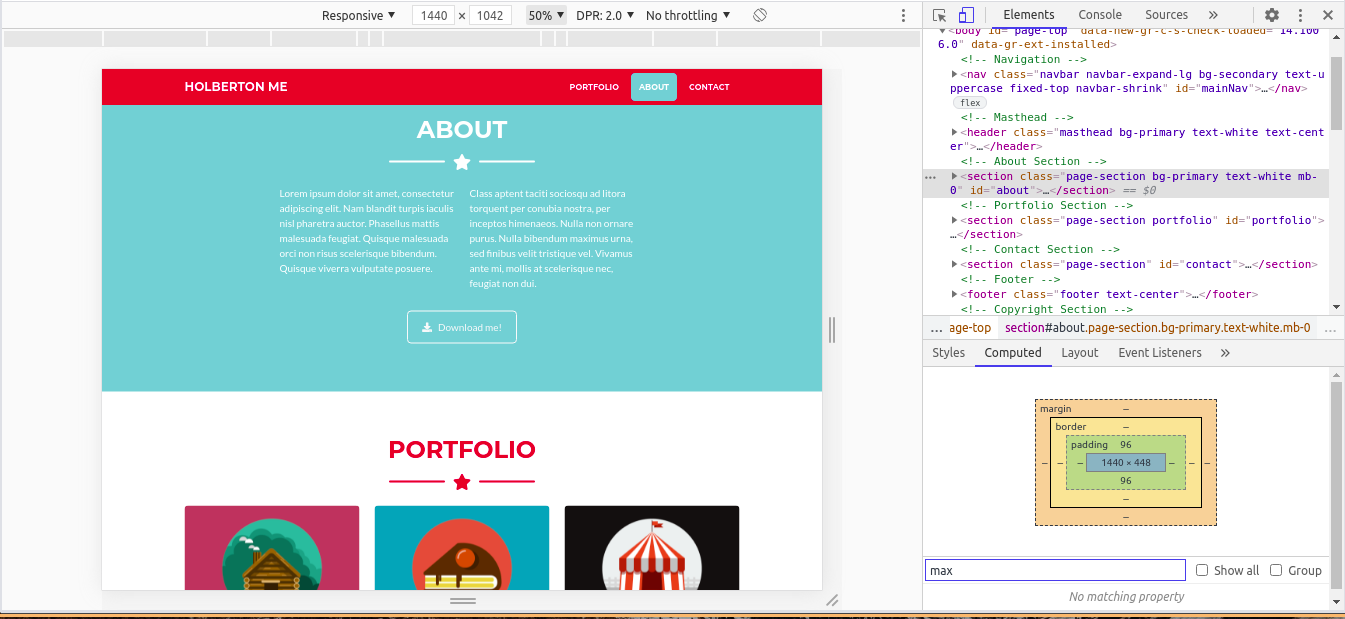 Responsive ▼ 1440 × 1042 50% ▼ DPR: 2.0 ▼ No throttling ▼
Elements Console Sources »
HOLBERTON ME PORTFOLIO ABOUT CONTACT
ABOUT
Lorem ipsum dolor sit amet, consectetur
adipiscing elit. Nam blandit turpis iaculis
nisl pharetra auctor. Phasellus mattis
malesuada feugiat. Quisque malesuada
orci non risus scelerisque bibendum.
Quisque viverra vulputate posuere.
Class aptent taciti sociosqu ad litora
torquent per conubia nostra, per
inceptos himenaeos. Nulla non ornare
purus. Nulla bibendum maximus urna,
sed finibus velit tristique vel. Vivamus
ante mi, mollis at scelerisque nec,
feugiat non dui.
Download me!
PORTFOLIO
<body id="page-top" data-new-gr-c-s-check-loaded="14.100
6.0" data-gr-ext-installed>
<!-- Navigation -->
<nav class="navbar navbar-expand-lg bg-secondary text-u
ppercase fixed-top navbar-shrink" id="mainNav">…</nav>
flex
<!-- Masthead -->
<header class="masthead bg-primary text-white text-cent
er">…</header>
<!-- About Section -->
<section class="page-section bg-primary text-white mb-
0" id="about">…</section> == $0
<!-- Portfolio Section -->
<section class="page-section portfolio" id="portfolio">
…</section>
<!-- Contact Section -->
<section class="page-section" id="contact">…</section>
<!-- Footer -->
<footer class="footer text-center">…</footer>
<!-- Copyright Section -->
… age-top section#about.page-section.bg-primary.text-white.mb-0 …
Styles Computed Layout Event Listeners »
margin –
border –
padding 96
– – – 1440 × 448 – – –
96
–
–
max Show all Group
No matching property